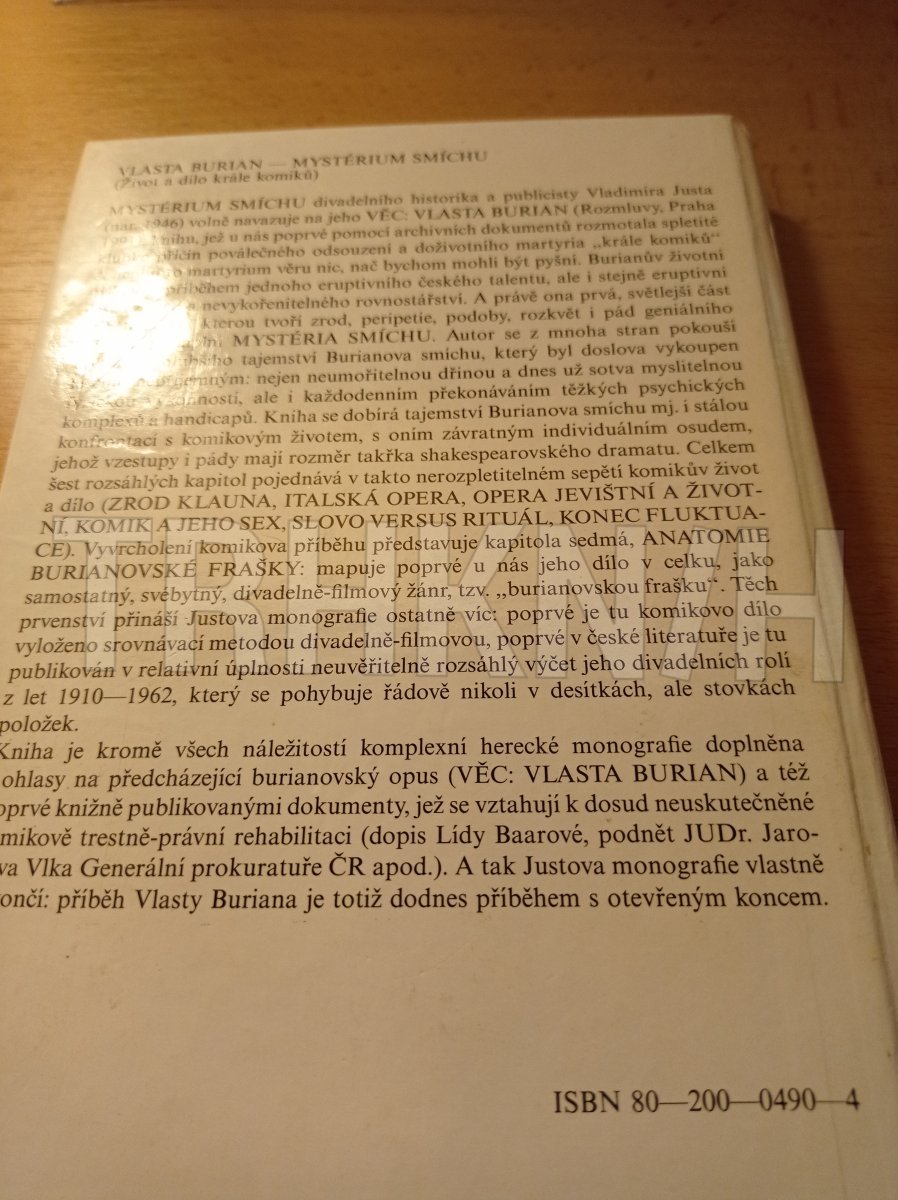 VLASTA BURIAN — MYSTÉRIUM SMÍCHU
(Život a dílo krále komiků)
MYSTÉRIUM SMÍCHU divadelního historika a publicisty Vladimíra Justa
(nar. 1946) volně navazuje na jeho VĚC: VLASTA BURIAN (Rozmluvy, Praha
knihu, jež u nás poprvé pomocí archivních dokumentů rozmotala spletité
příčin poválečného odsouzení a doživotního martyria „krále komiků“
martyrium věru nic, nač bychom mohli být pyšní. Burianův životní
příběhem jednoho eruptivního českého talentu, ale i stejně eruptivní
a nevykořenitelného rovnostářství. A právě ona prvá, světlejší část
kterou tvoří zrod, peripetie, podoby, rozkvět i pád geniálního
MYSTÉRIA SMÍCHU. Autor se z mnoha stran pokouší
tajemství Burianova smíchu, který byl doslova vykoupen
nejen neumořitelnou dřinou a dnes už sotva myslitelnou
ale i každodenním překonáváním těžkých psychických
komplexů a handicapů. Kniha se dobírá tajemství Burianova smíchu mj. i stálou
konfrontací s komikovým životem, s oním závratným individuálním osudem,
jehož vzestupy i pády mají rozměr takřka shakespearovského dramatu. Celkem
šest rozsáhlých kapitol pojednává v takto nerozpletitelném sepětí komikův život
a dílo (ZROD KLAUNA, ITALSKÁ OPERA, OPERA JEVIŠTNÍ A ŽIVOT-
NÍ, KOMIK A JEHO SEX, SLOVO VERSUS RITUÁL, KONEC FLUKTUA-
CE). Vyvrcholení komikova příběhu představuje kapitola sedmá, ANATOMIE
BURIANOVSKÉ FRAŠKY: mapuje poprvé u nás jeho dílo v celku, jako
samostatný, svébytný, divadelně-filmový žánr, tzv. „burianovskou frašku“. Těch
prvenství přináší Justova monografie ostatně víc: poprvé je tu komikovo dílo
vyloženo srovnávací metodou divadelně-filmovou, poprvé v české literatuře je tu
publikován v relativní úplnosti neuvěřitelně rozsáhlý výčet jeho divadelních rolí
z let 1910—1962, který se pohybuje řádově nikoli v desítkách, ale stovkách
položek.
Kniha je kromě všech náležitostí komplexní herecké monografie doplněna
ohlasy na předcházející burianovský opus (VĚC: VLASTA BURIAN) a též
oprvé knižně publikovanými dokumenty, jež se vztahují k dosud neuskutečněné
mikově trestně-právní rehabilitaci (dopis Lídy Baarové, podnět JUDr. Jaro-
va Vlka Generální prokuratuře ČR apod.). A tak Justova monografie vlastně
ončí: příběh Vlasty Buriana je totiž dodnes příběhem s otevřeným koncem.
ISBN 80—200—0490—4